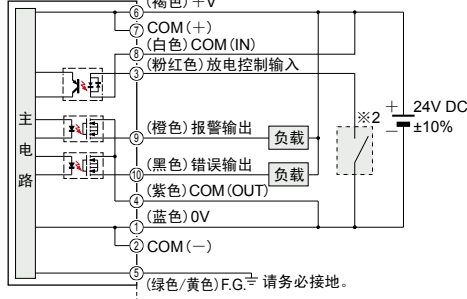 (褐色)+V
⑥
⑦ COM(+)
(白色)COM(IN)
⑧
(粉红色)放电控制输入
③
主电路
※2
+ 24V DC
− ±10%
(橙色)报警输出
⑨
负载
(黑色)错误输出
⑩
负载
(紫色)COM(OUT)
④
(蓝色)0V
①
② COM(−)
⑤
(绿色/黄色)F.G. 请务必接地。